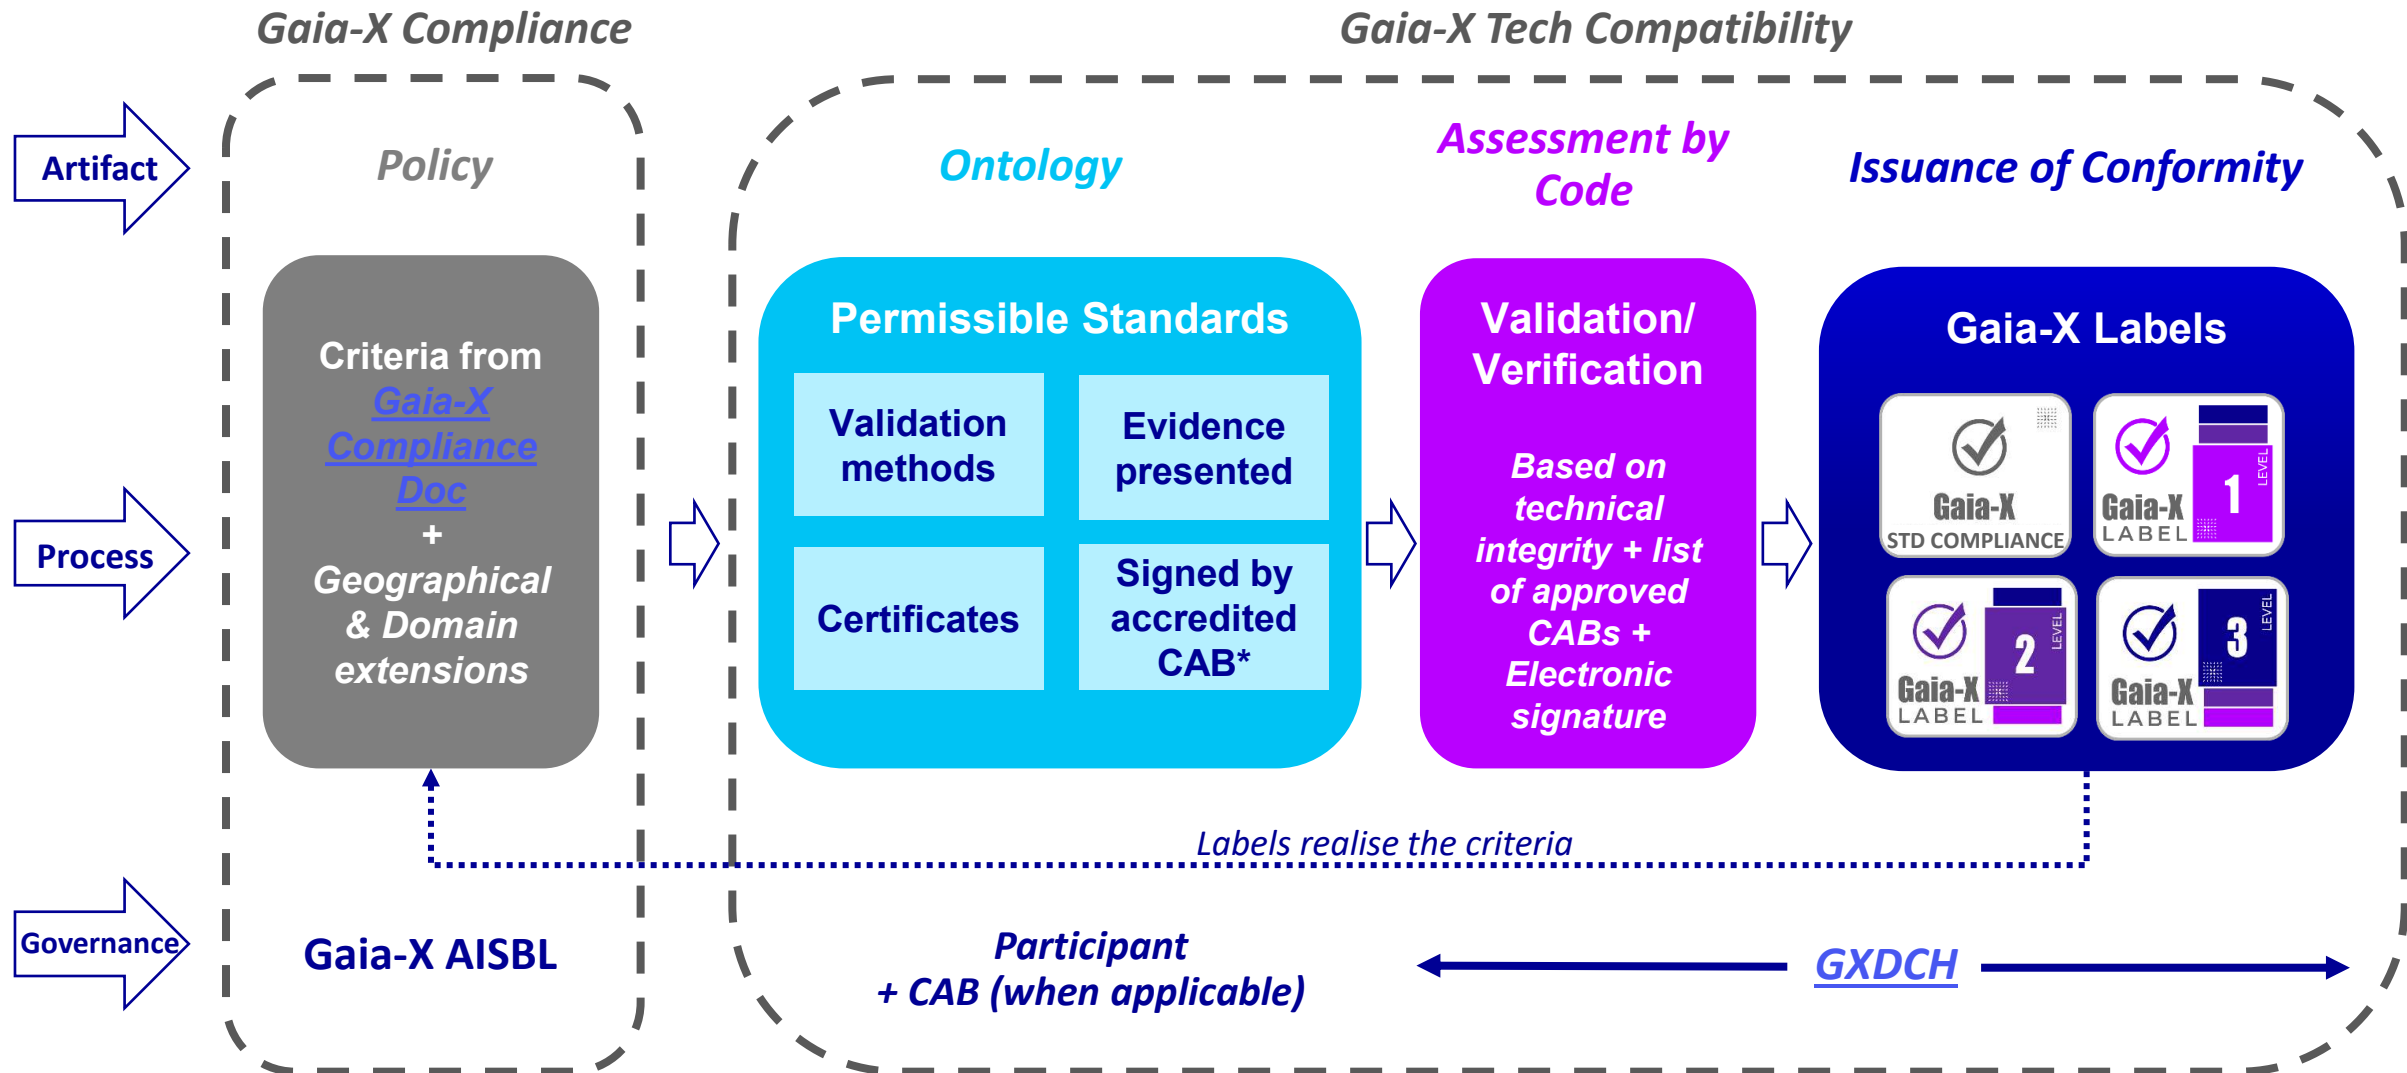 Gaia-X Compliance
Gaia-X Tech Compatibility
Artifact
Policy
Ontology
Assessment by
Code
Issuance of Conformity
Process
Criteria from
Gaia-X
Compliance
Doc
+
Geographical
& Domain
extensions
Permissible Standards
Validation
methods
Evidence
presented
Certificates
Signed by
accredited
CAB*
Validation/
Verification
Based on
technical
integrity + list
of approved
CABs +
Electronic
signature
Gaia-X Labels
Gaia-X
STD COMPLIANCE
Gaia-X
LABEL
LEVEL
1
Gaia-X
LABEL
LEVEL
2
Gaia-X
LABEL
LEVEL
3
Labels realise the criteria
Governance
Gaia-X AISBL
Participant
+ CAB (when applicable)
GXDCH